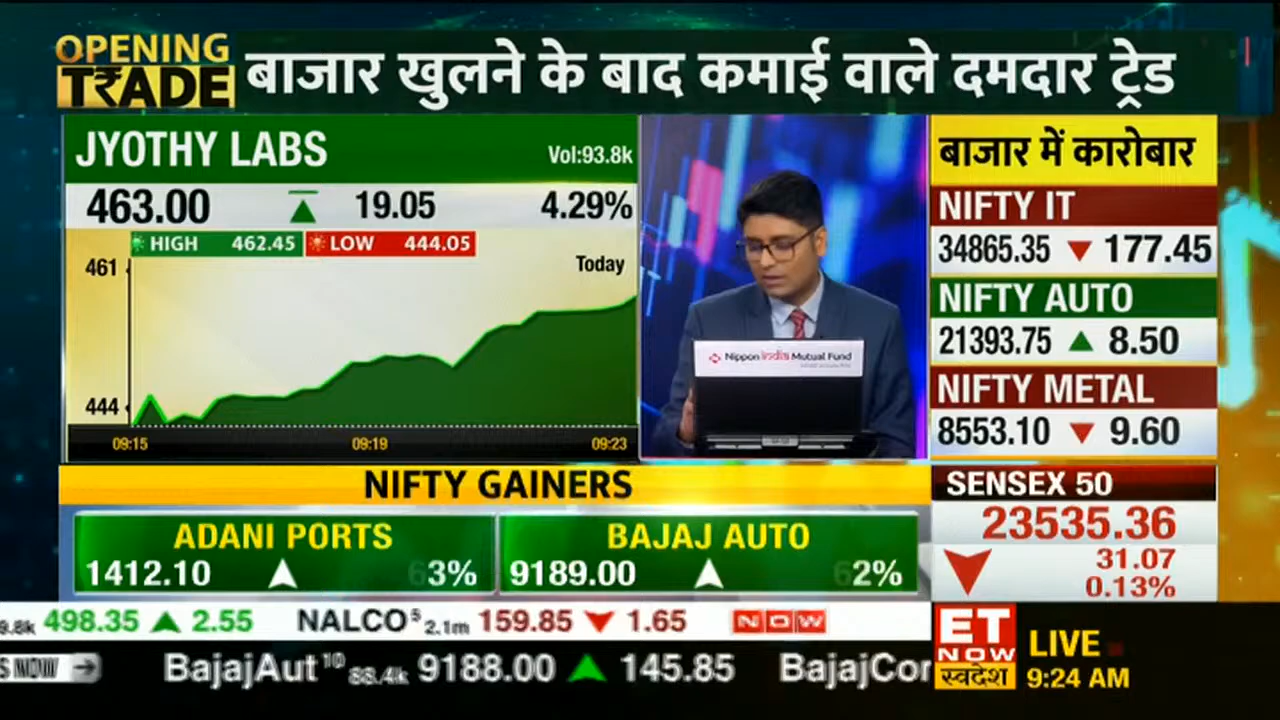 OPENING
TRADE
बाजार खुलने के बाद कमाई वाले दमदार ट्रेड
JYOTHY LABS
Vol:93.8k
463.00 19.05 4.29%
HIGH 462.45 LOW 444.05
461
Today
444
09:15 09:19 09:23
Nippon India Mutual Fund
बाजार में कारोबार
NIFTY IT
34865.35 177.45
NIFTY AUTO
21393.75 8.50
NIFTY METAL
8553.10 9.60
NIFTY GAINERS
ADANI PORTS
1412.10 3%
BAJAJ AUTO
9189.00 2%
SENSEX 50
23535.36
31.07
0.13%
9.8k 498.35 2.55 NALCO 5 2.1m 159.85 1.65 NOW
BajajAut 10 88.4k 9188.00 145.85 BajajCor
ET
NOW
स्वदेश
LIVE
9:24 AM